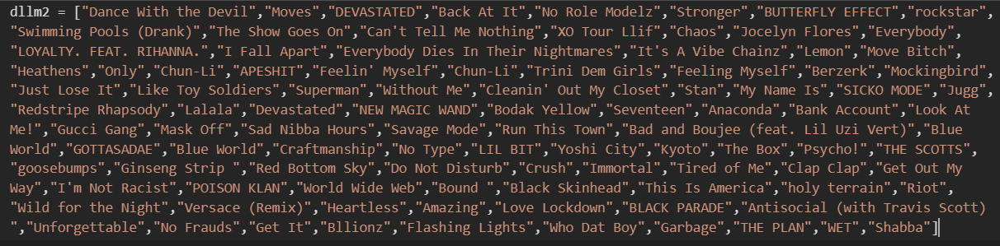 dllm2 = ["Dance With the Devil","Moves","DEVASTATED","Back At It","No Role Modelz","Stronger","BUTTERFLY EFFECT","rockstar",
"Swimming Pools (Drank)","The Show Goes On","Can't Tell Me Nothing","XO Tour Llif","Chaos","Jocelyn Flores","Everybody",
"LOYALTY. FEAT. RIHANNA.","I Fall Apart","Everybody Dies In Their Nightmares","It's A Vibe Chainz","Lemon","Move Bitch",
"Heathens","Only","Chun-Li","APESHIT","Feelin' Myself","Chun-Li","Trini Dem Girls","Feeling Myself","Berzerk","Mockingbird",
"Just Lose It","Like Toy Soldiers","Superman","Without Me","Cleanin' Out My Closet","Stan","My Name Is","SICKO MODE","Jugg",
"Redstripe Rhapsody","Lalala","Devastated","NEW MAGIC WAND","Bodak Yellow","Seventeen","Anaconda","Bank Account","Look At
Me!","Gucci Gang","Mask Off","Sad Nibba Hours","Savage Mode","Run This Town","Bad and Boujee (feat. Lil Uzi Vert)","Blue
World","GOTTASADAE","Blue World","Craftmanship","No Type","LIL BIT","Yoshi City","Kyoto","The Box","Psycho!","THE SCOTTS",
"goosebumps","Ginseng Strip ","Red Bottom Sky","Do Not Disturb","Crush","Immortal","Tired of Me","Clap Clap","Get Out My
Way","I'm Not Racist","POISON KLAN","World Wide Web","Bound ","Black Skinhead","This Is America","holy terrain","Riot",
"Wild for the Night","Versace (Remix)","Heartless","Amazing","Love Lockdown","BLACK PARADE","Antisocial (with Travis Scott)
","Unforgettable","No Frauds","Get It","Bllionz","Flashing Lights","Who Dat Boy","Garbage","THE PLAN","WET","Shabba"]